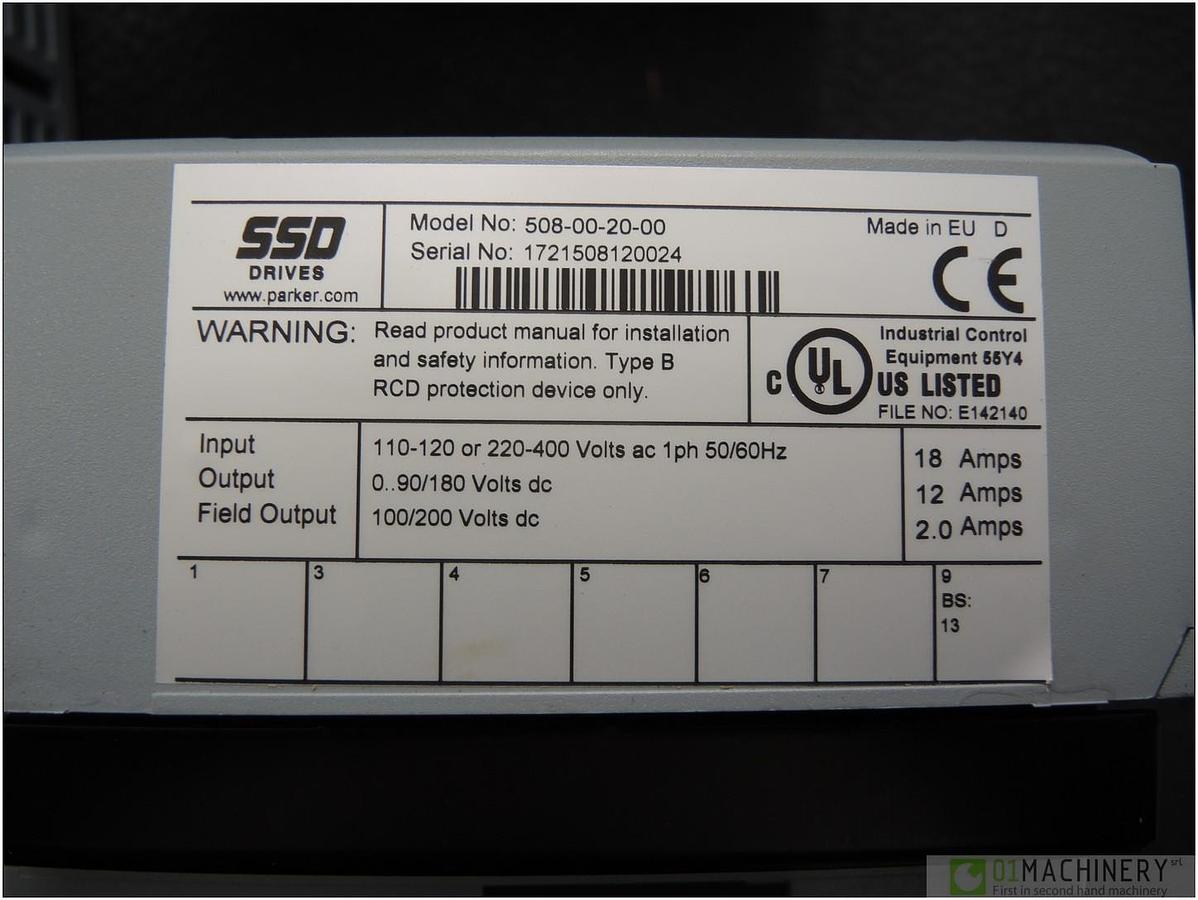 SSD
DRIVES
www.parker.com
Model No: 508-00-20-00
Serial No: 1721508120024
Made in EU D
CE
WARNING: Read product manual for installation
and safety information. Type B
RCD protection device only.
C UL US LISTED
Industrial Control
Equipment 55Y4
FILE NO: E142140
Input 110-120 or 220-400 Volts ac 1ph 50/60Hz 18 Amps
Output 0..90/180 Volts dc 12 Amps
Field Output 100/200 Volts dc 2.0 Amps
1 3 4 5 6 7 9
BS:
13
01MACHINERY srl
First in second hand machinery